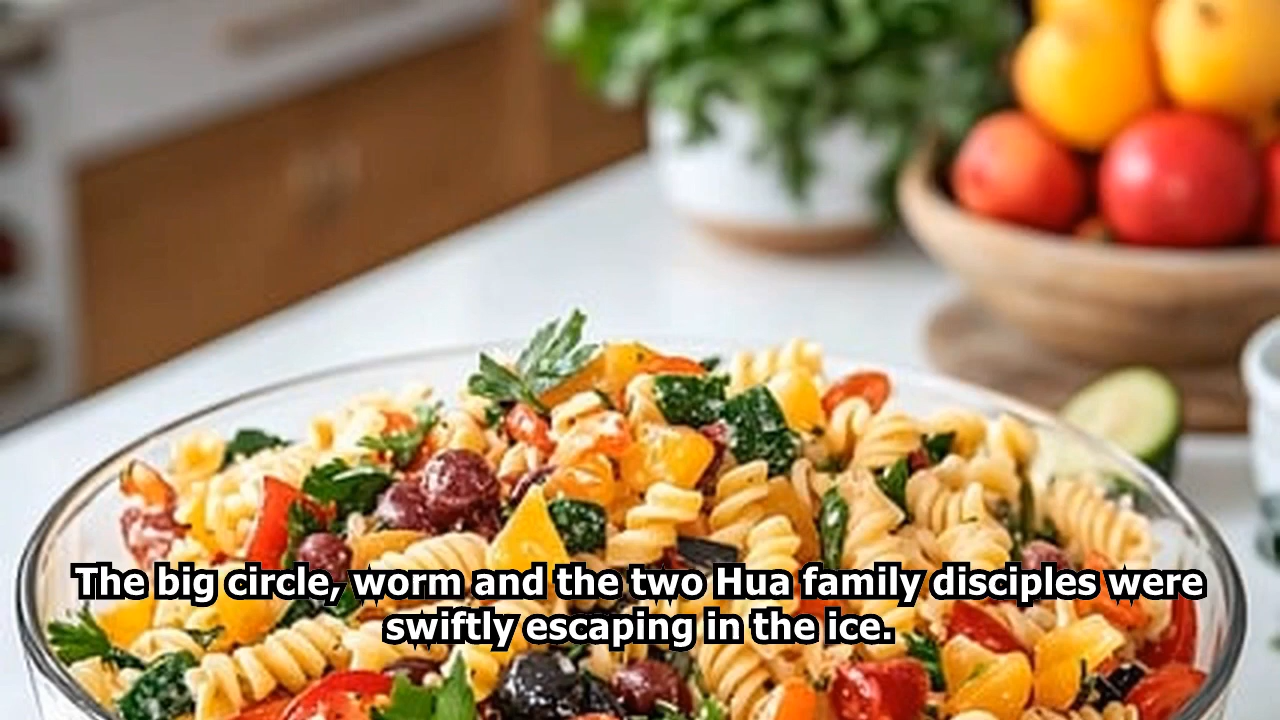 The big circle, worm and the two Hua family disciples were
swiftly escaping in the ice.